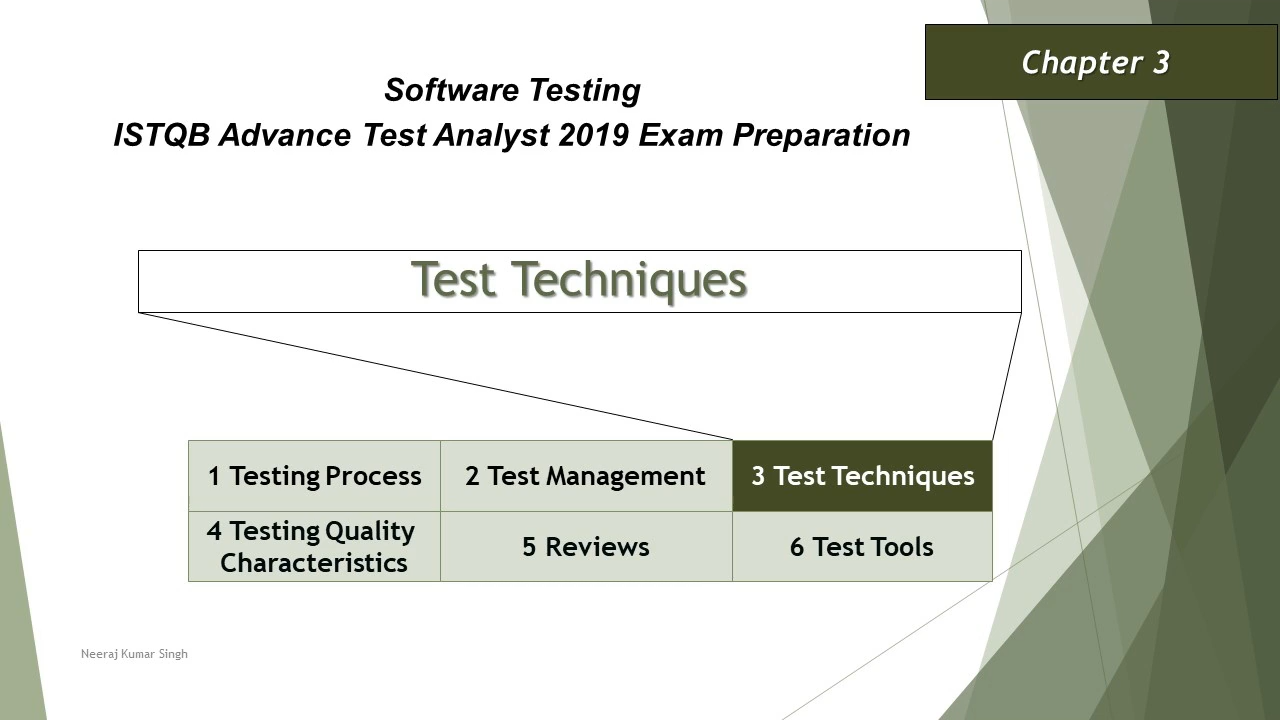 Chapter 3
Software Testing
ISTQB Advance Test Analyst 2019 Exam Preparation
Test Techniques
1 Testing Process
2 Test Management
3 Test Techniques
4 Testing Quality
Characteristics
5 Reviews
6 Test Tools
Neeraj Kumar Singh